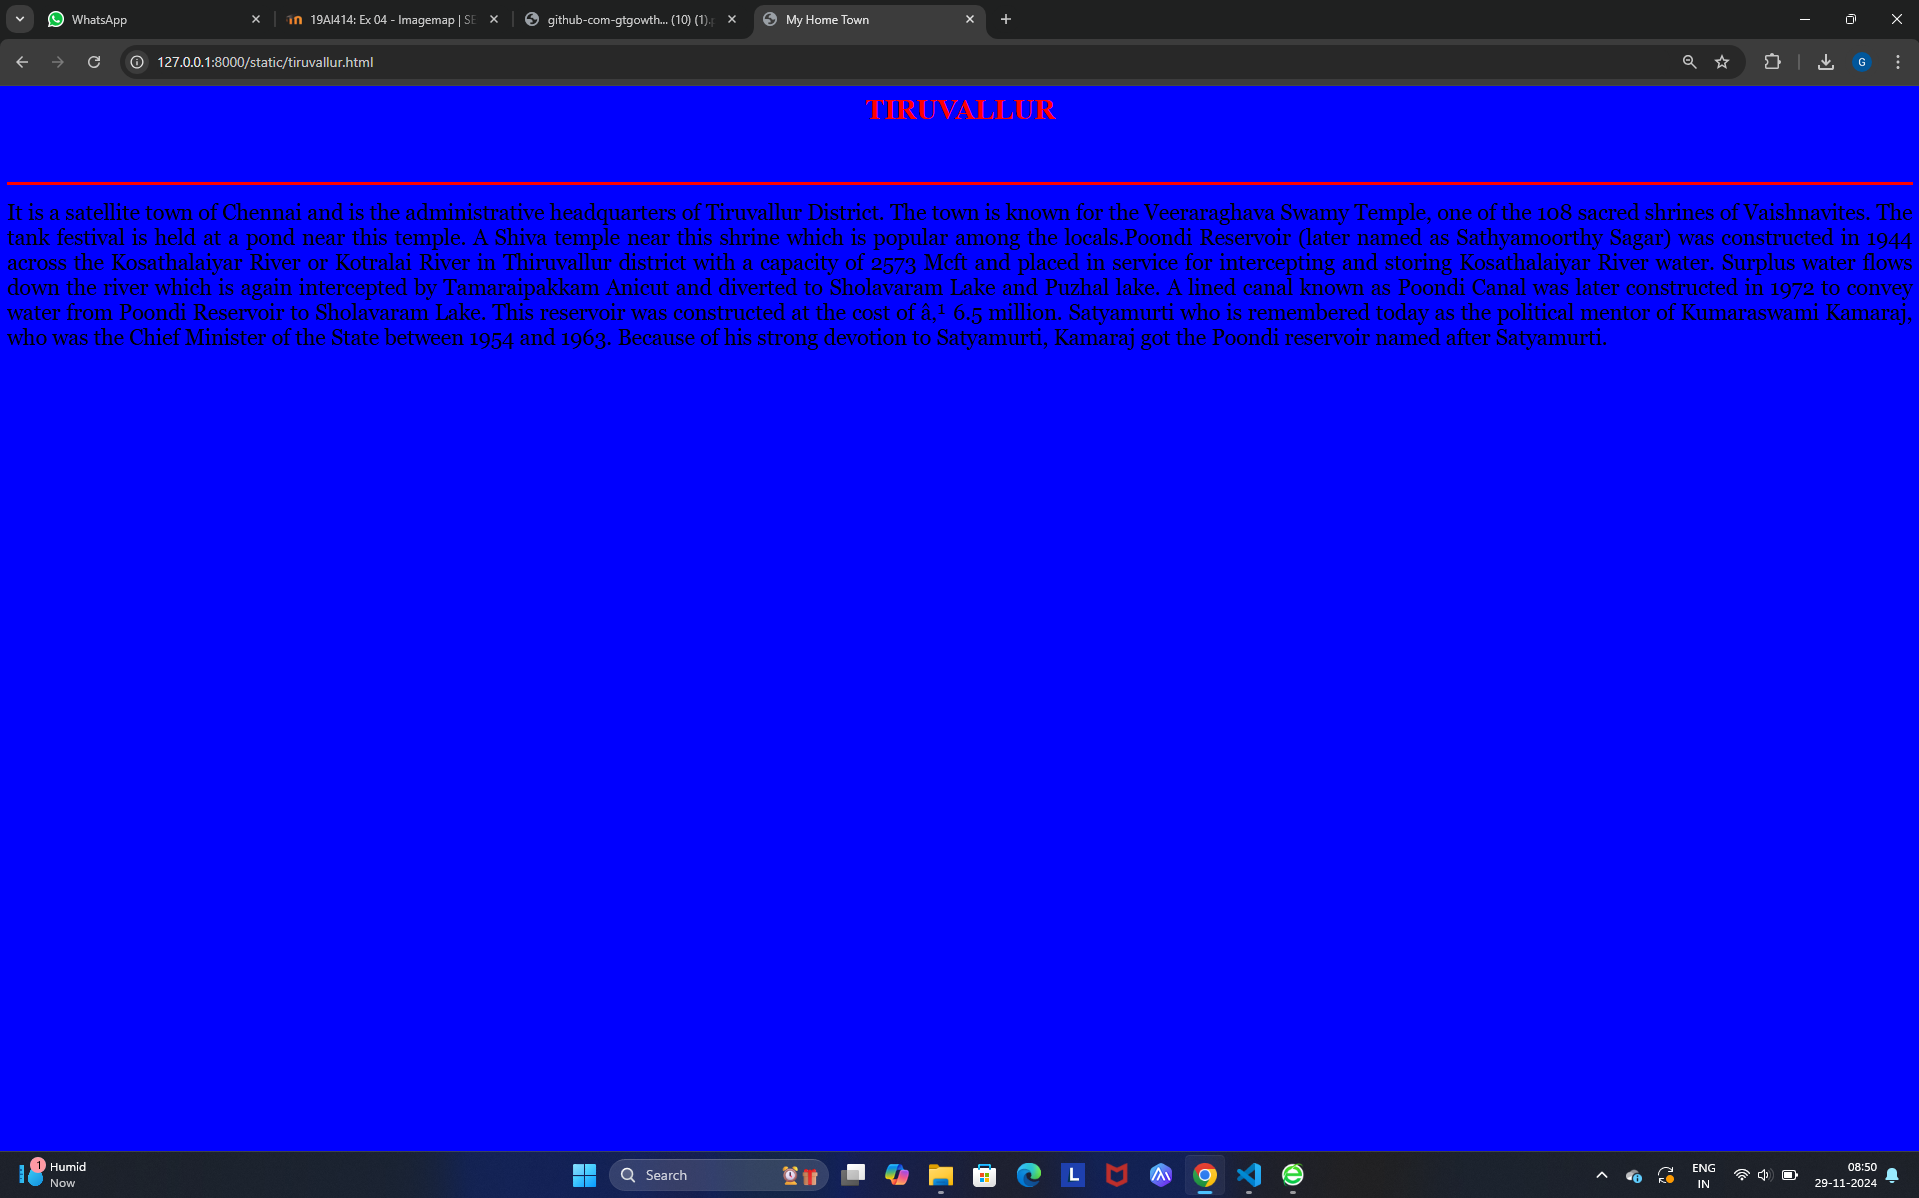 WhatsApp
19AI414: Ex 04 - Imagemap | SE
github-com-gtgowth... (10) (1).p
My Home Town
127.0.0.1:8000/static/tiruvallur.html
G
TIRUVALLUR
It is a satellite town of Chennai and is the administrative headquarters of Tiruvallur District. The town is known for the Veeraraghava Swamy Temple, one of the 108 sacred shrines of Vaishnavites. The
tank festival is held at a pond near this temple. A Shiva temple near this shrine which is popular among the locals.Poondi Reservoir (later named as Sathyamoorthy Sagar) was constructed in 1944
across the Kosathalaiyar River or Kotralai River in Thiruvallur district with a capacity of 2573 Mcft and placed in service for intercepting and storing Kosathalaiyar River water. Surplus water flows
down the river which is again intercepted by Tamaraipakkam Anicut and diverted to Sholavaram Lake and Puzhal lake. A lined canal known as Poondi Canal was later constructed in 1972 to convey
water from Poondi Reservoir to Sholavaram Lake. This reservoir was constructed at the cost of â‚¹ 6.5 million. Satyamurti who is remembered today as the political mentor of Kumaraswami Kamaraj,
who was the Chief Minister of the State between 1954 and 1963. Because of his strong devotion to Satyamurti, Kamaraj got the Poondi reservoir named after Satyamurti.
1
Humid
Now
Search
L
ENG
IN
08:50
29-11-2024